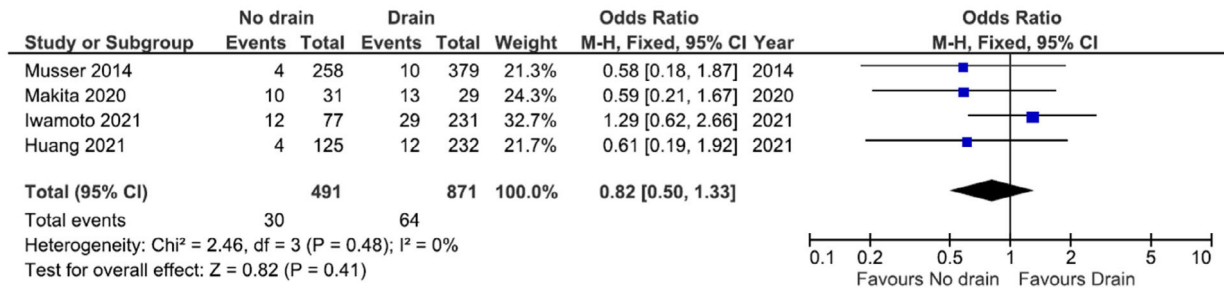 No drain Drain Odds Ratio Odds Ratio
Study or Subgroup Events Total Events Total Weight M-H, Fixed, 95% CI Year M-H, Fixed, 95% CI
Musser 2014 4 258 10 379 21.3% 0.58 [0.18, 1.87] 2014
Makita 2020 10 31 13 29 24.3% 0.59 [0.21, 1.67] 2020
Iwamoto 2021 12 77 29 231 32.7% 1.29 [0.62, 2.66] 2021
Huang 2021 4 125 12 232 21.7% 0.61 [0.19, 1.92] 2021
Total (95% CI) 491 871 100.0% 0.82 [0.50, 1.33]
Total events 30 64
Heterogeneity: Chi² = 2.46, df = 3 (P = 0.48); I² = 0%
Test for overall effect: Z = 0.82 (P = 0.41)
0.1 0.2 0.5 1 2 5 10
Favours No drain Favours Drain